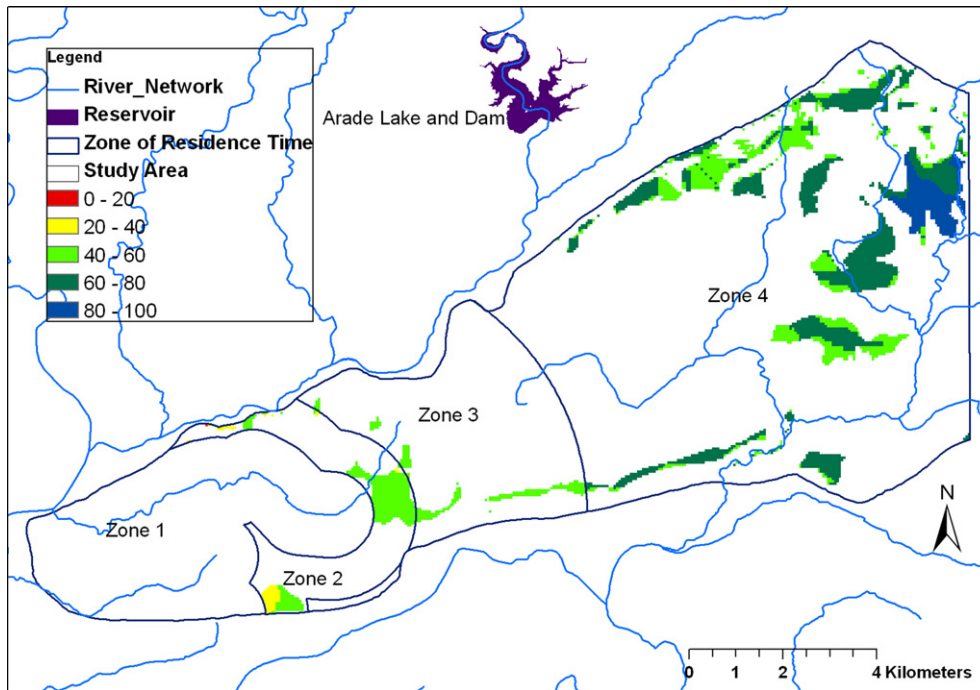 Legend
River_Network
Reservoir
Zone of Residence Time
Study Area
0 - 20
20 - 40
40 - 60
60 - 80
80 - 100
Arade Lake and Dam
Zone 4
Zone 3
Zone 1
Zone 2
N
0 1 2 4 Kilometers